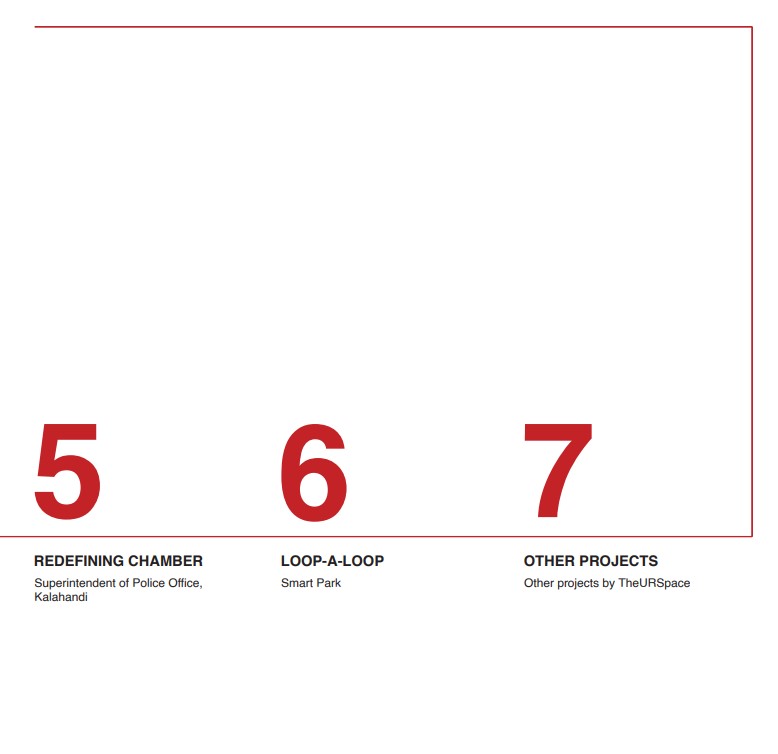 5
6
7
REDEFINING CHAMBER
Superintendent of Police Office,
Kalahandi
LOOP-A-LOOP
Smart Park
OTHER PROJECTS
Other projects by TheURSpace